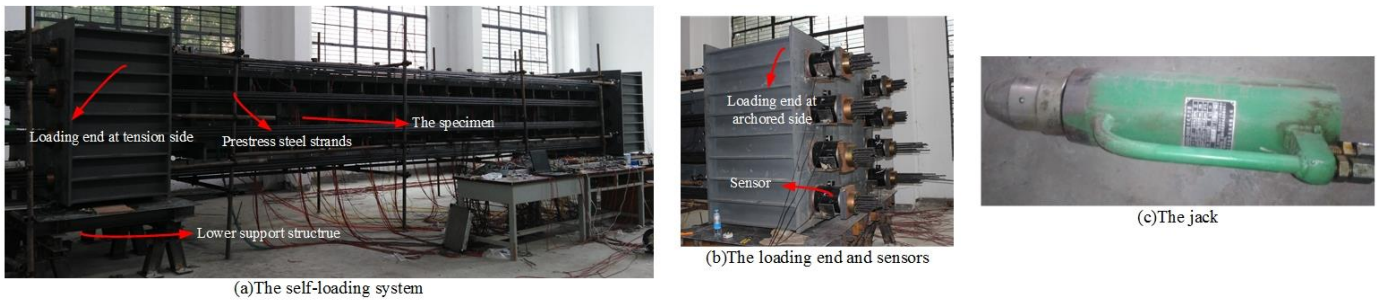 Loading end at tension side
Prestress steel strands
The specimen
Lower support structrue
(a)The self-loading system
Loading end at
archored side
Sensor
(b)The loading end and sensors
(c)The jack